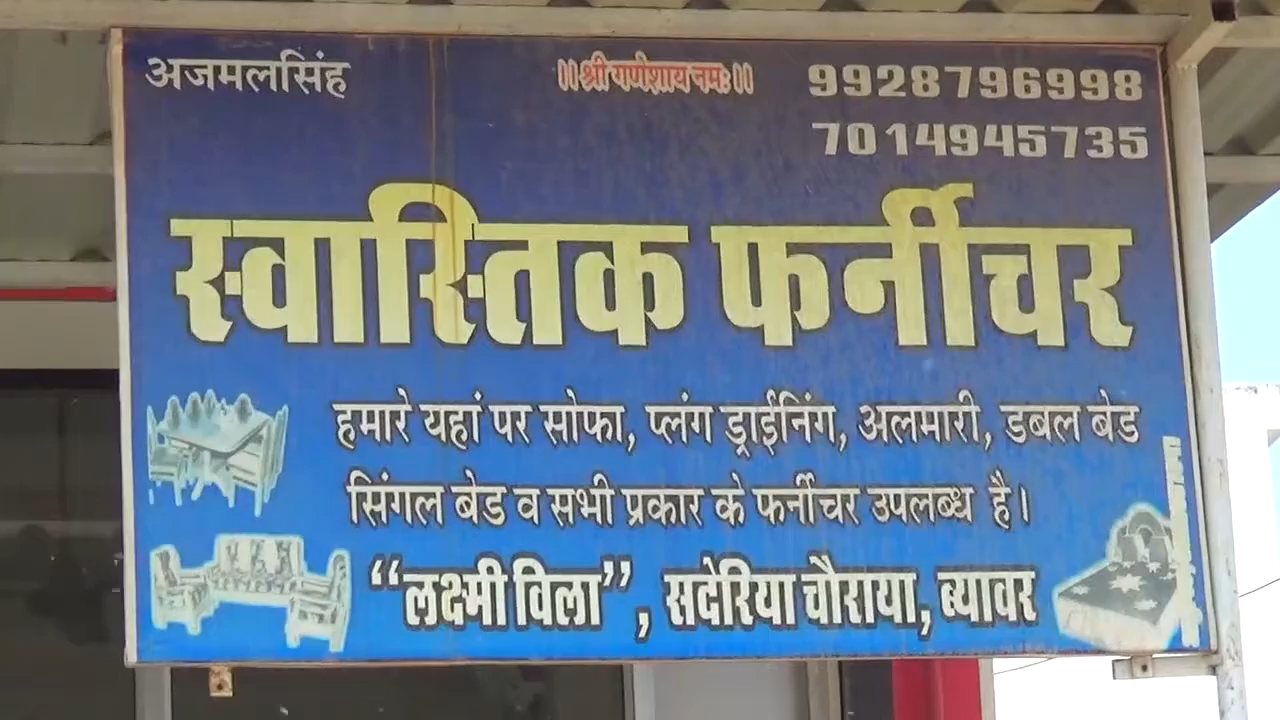 अजमलसिंह
॥ श्री गणेशाय नमः ॥
9928796998
7014945735
स्वास्तिक फर्नीचर
हमारे यहां पर सोफा, प्लंग ड्राईनिंग, अलमारी, डबल बेड
सिंगल बेड व सभी प्रकार के फर्नीचर उपलब्ध है।
“लक्ष्मी विला”, सदेरिया चौराया, ब्यावर